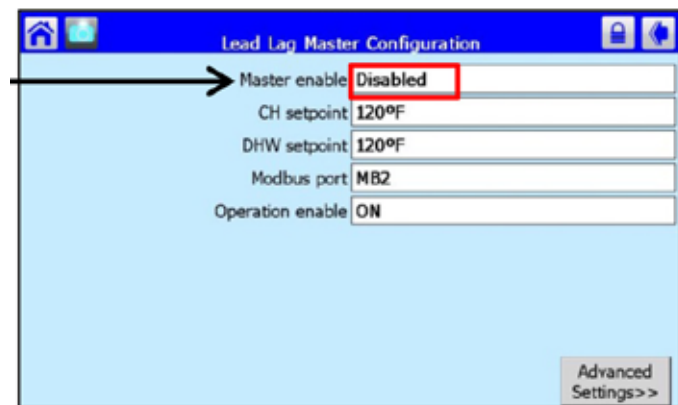 Lead Lag Master Configuration
Master enable Disabled
CH setpoint 120ºF
DHW setpoint 120ºF
Modbus port MB2
Operation enable ON
Advanced
Settings>>